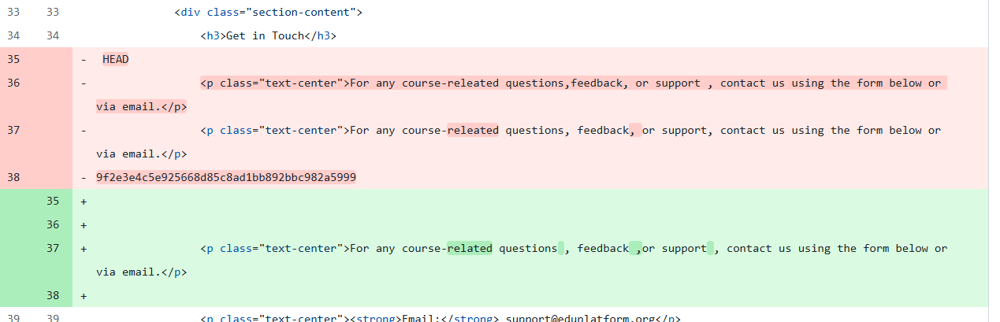 33 33 <div class="section-content">
34 34 <h3>Get in Touch</h3>
35 - HEAD
36 - <p class="text-center">For any course-releated questions,feedback, or support , contact us using the form below or
via email.</p>
37 - <p class="text-center">For any course-releated questions, feedback, or support, contact us using the form below or
via email.</p>
38 - 9f2e3e4c5e925668d85c8ad1bb892bbc982a5999
35 +
36 +
37 + <p class="text-center">For any course-related questions , feedback ,or support , contact us using the form below or
via email.</p>
38 +
39 39 <p class="text-center"><strong>Email:</strong> support@eduplatform.org</p>